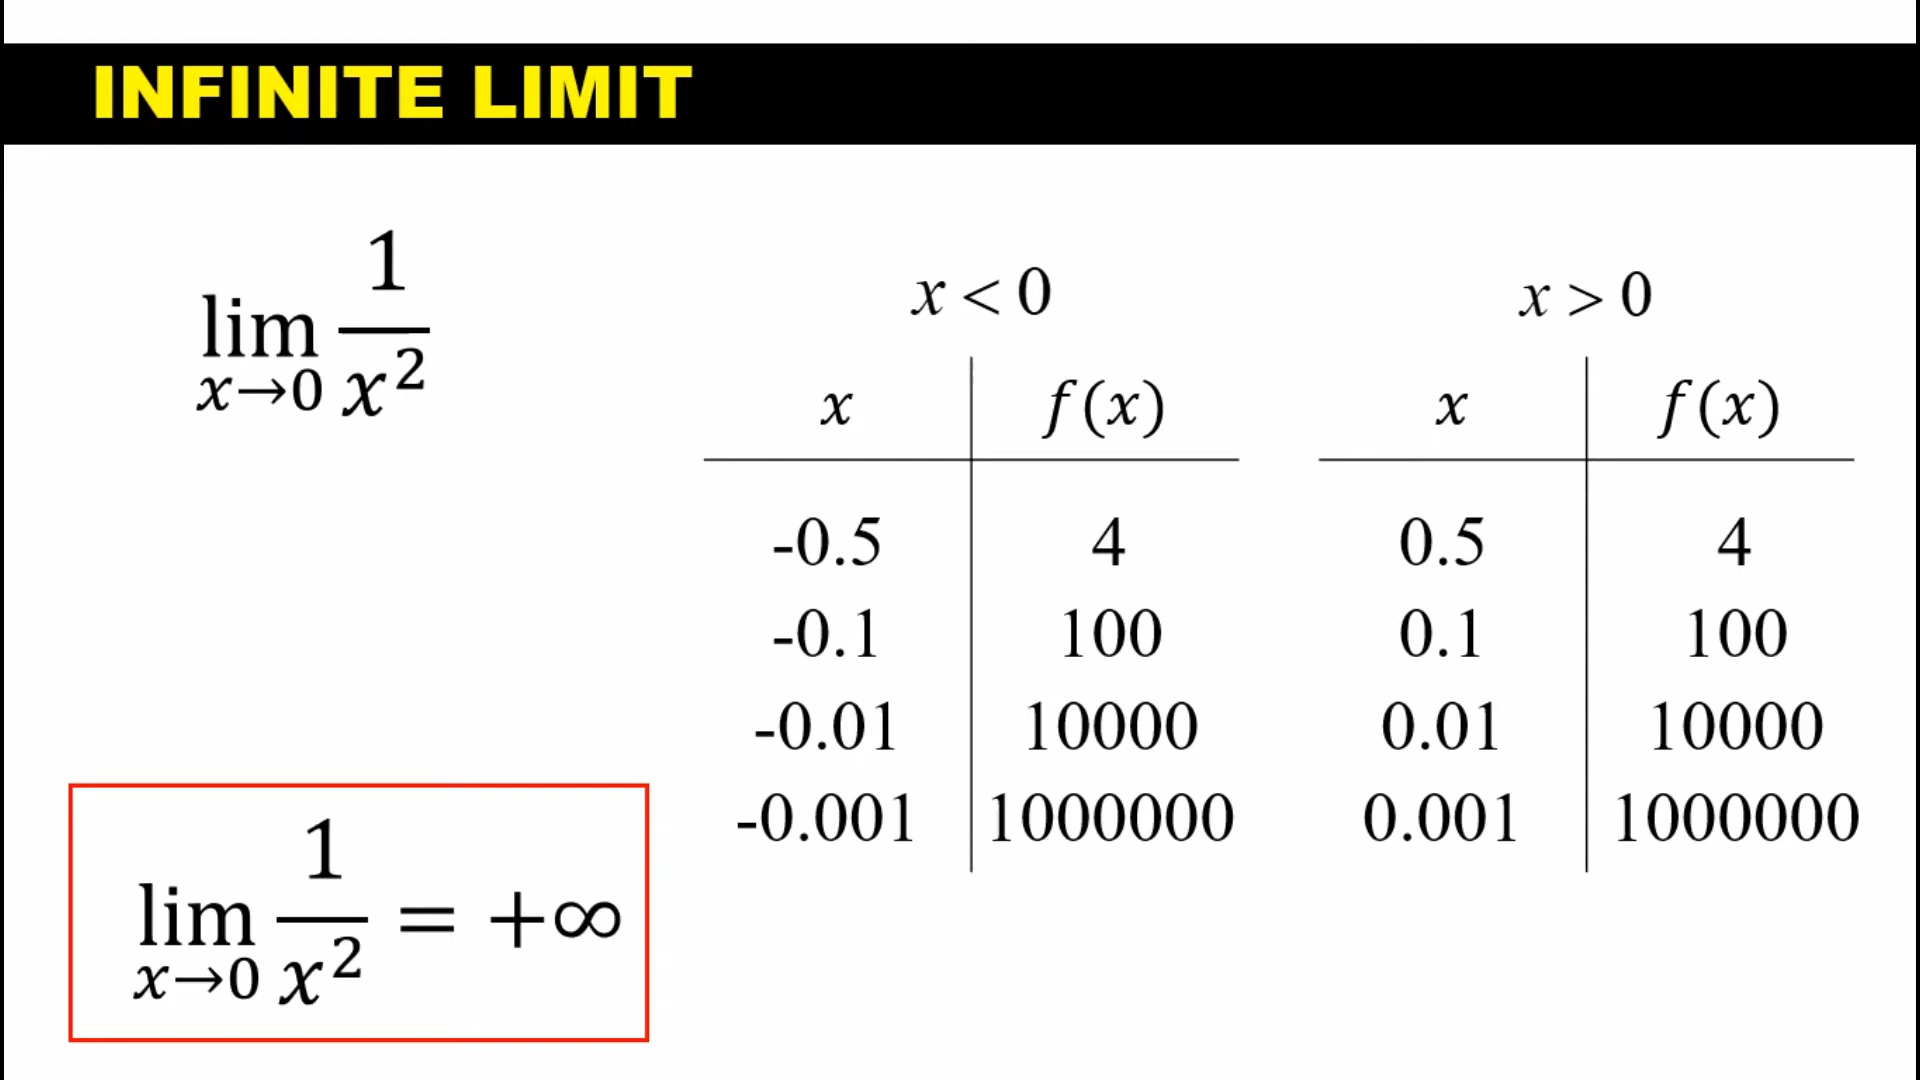 INFINITE LIMIT
lim x→0 1/x²
x < 0
x f(x)
-0.5 4
-0.1 100
-0.01 10000
-0.001 1000000
x > 0
x f(x)
0.5 4
0.1 100
0.01 10000
0.001 1000000
lim x→0 1/x² = +∞